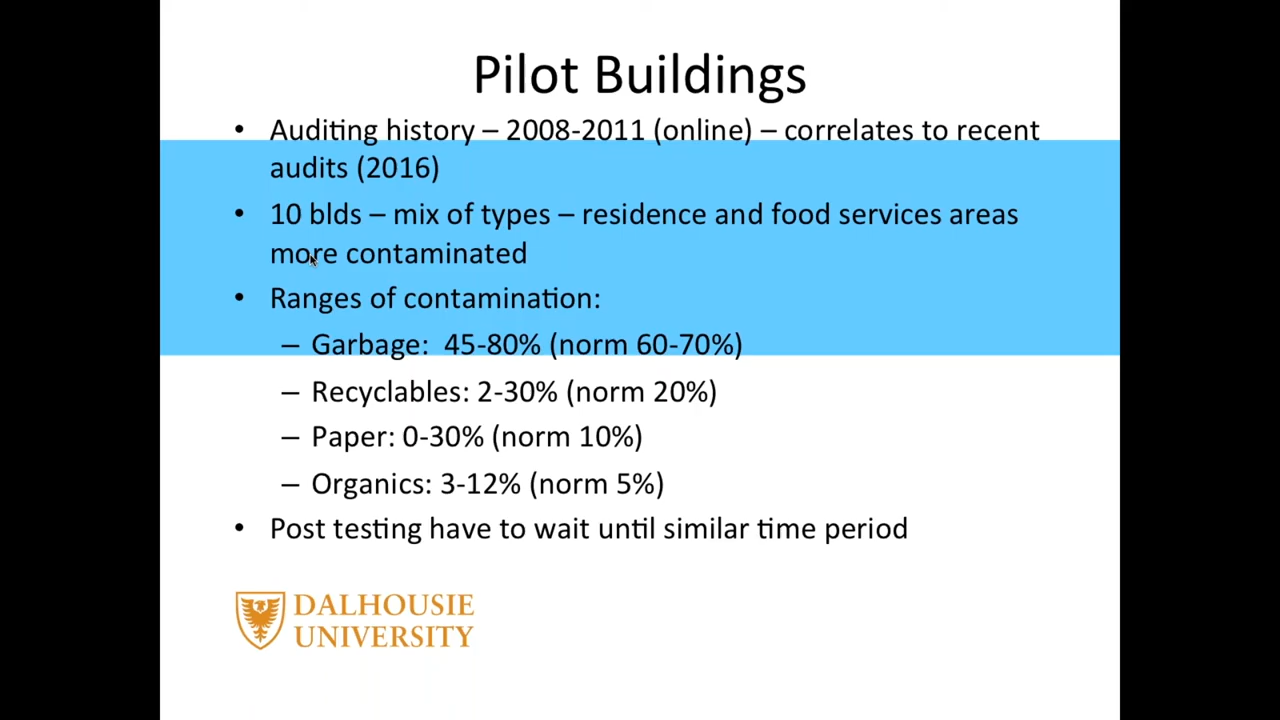 Pilot Buildings
• Auditing history – 2008-2011 (online) – correlates to recent
audits (2016)
• 10 blds – mix of types – residence and food services areas
more contaminated
• Ranges of contamination:
– Garbage:  45-80% (norm 60-70%)
– Recyclables: 2-30% (norm 20%)
– Paper: 0-30% (norm 10%)
– Organics: 3-12% (norm 5%)
• Post testing have to wait until similar time period
DALHOUSIE
UNIVERSITY